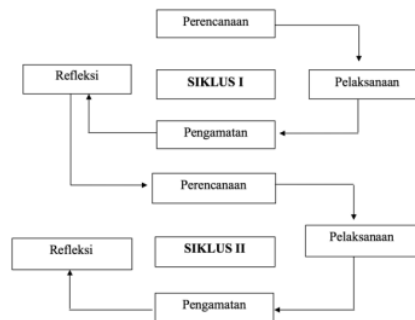 Perencanaan
Refleksi
SIKLUS I
Pelaksanaan
Pengamatan
Perencanaan
Pelaksanaan
Refleksi
SIKLUS II
Pengamatan